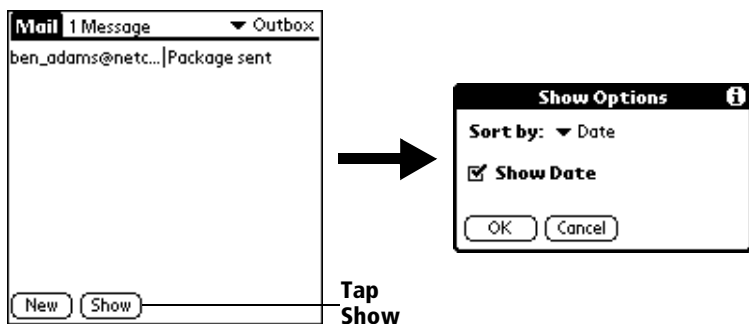 Mail 1 Message Outbox
ben_adams@netc...|Package sent
New Show
Tap
Show
Show Options
Sort by: Date
Show Date
OK Cancel